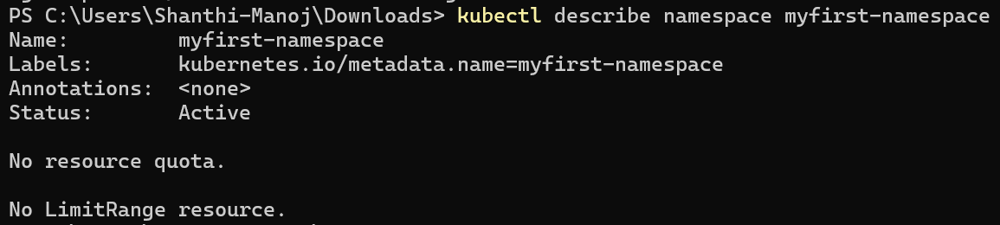 PS C:\Users\Shanthi-Manoj\Downloads> kubectl describe namespace myfirst-namespace
Name:         myfirst-namespace
Labels:       kubernetes.io/metadata.name=myfirst-namespace
Annotations:  <none>
Status:       Active
No resource quota.
No LimitRange resource.